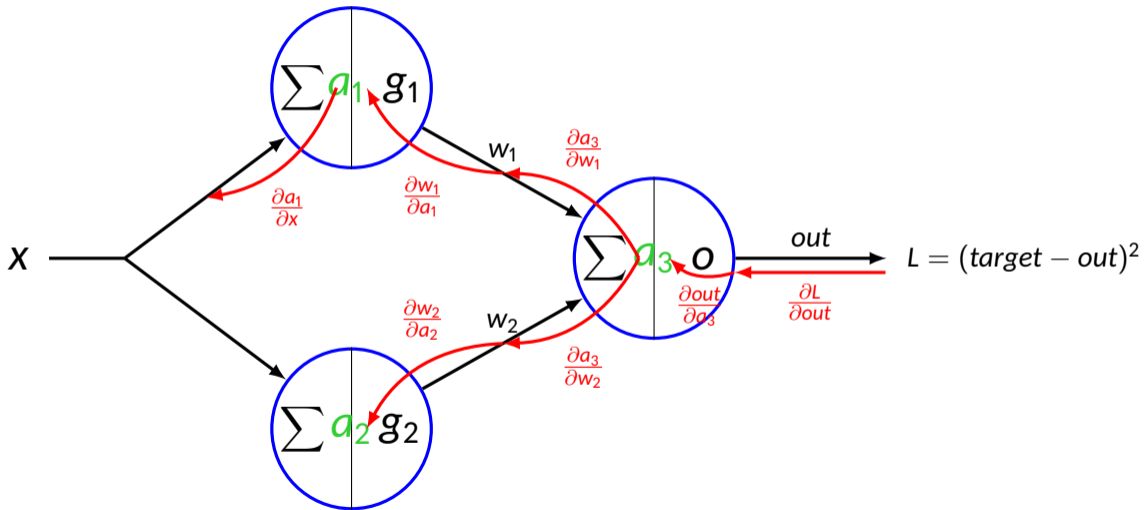 ∑ a₁ g₁
w₁
∂a₃/∂w₁
∂w₁/∂a₁
∂a₁/∂x
x
∑ a₃ o
out
L = (target − out)²
∂out/∂a₃
∂L/∂out
∂w₂/∂a₂
w₂
∂a₃/∂w₂
∑ a₂ g₂